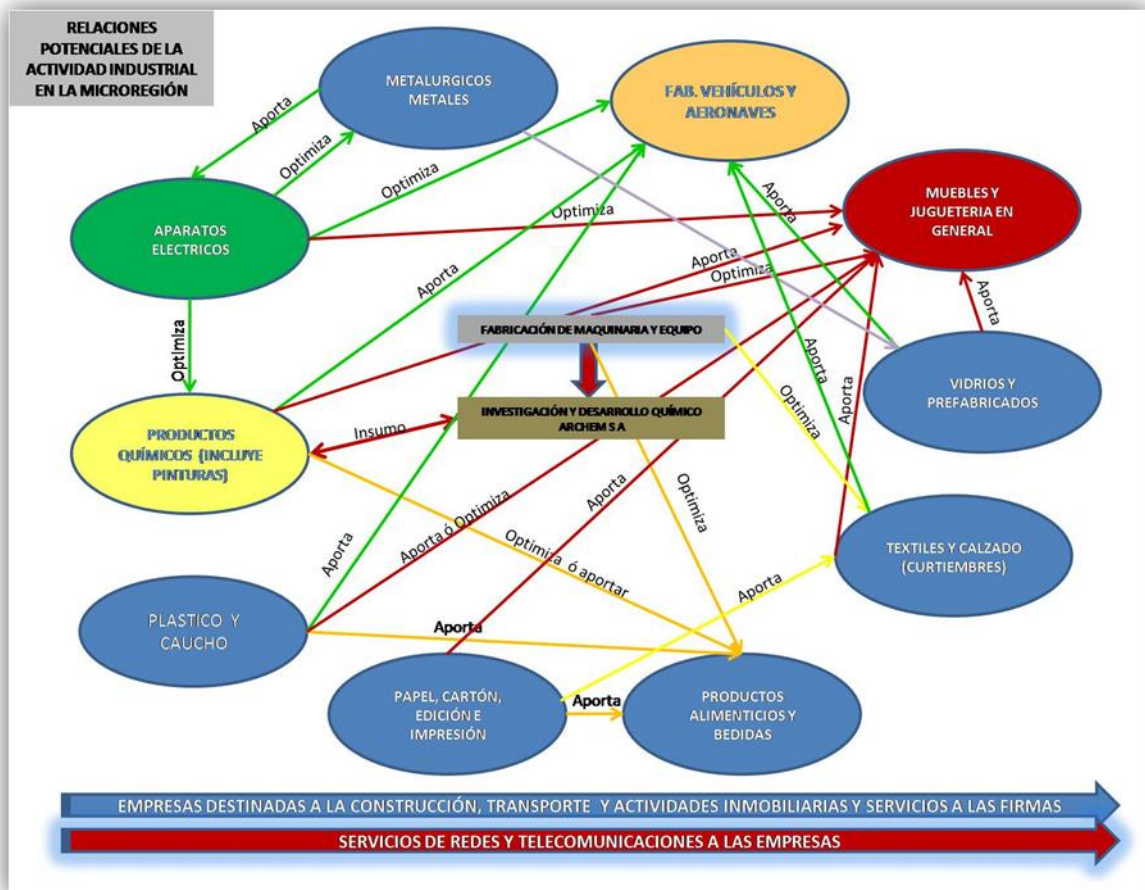 RELACIONES
POTENCIALES DE LA
ACTIVIDAD INDUSTRIAL
EN LA MICROREGIÓN
METALURGICOS
METALES
FAB. VEHÍCULOS Y
AERONAVES
Aporta
Optimiza
Optimiza
Aporta
MUEBLES Y
JUGUETERIA EN
GENERAL
APARATOS
ELECTRICOS
Optimiza
Aporta
Aporta
Optimiza
Aporta
FABRICACIÓN DE MAQUINARIA Y EQUIPO
Optimiza
Aporta
Aporta
VIDRIOS Y
PREFABRICADOS
INVESTIGACIÓN Y DESARROLLO QUÍMICO
ARCHEM S A
Insumo
Optimiza
PRODUCTOS
QUÍMICOS (INCLUYE
PINTURAS)
Aporta
Optimiza
Aporta
Aporta ó Optimiza
Optimiza ó aportar
TEXTILES Y CALZADO
(CURTIEMBRES)
Aporta
PLASTICO Y
CAUCHO
Aporta
PAPEL, CARTÓN,
EDICIÓN E
IMPRESIÓN
Aporta
PRODUCTOS
ALIMENTICIOS Y
BEDIDAS
EMPRESAS DESTINADAS A LA CONSTRUCCIÓN, TRANSPORTE Y ACTIVIDADES INMOBILIARIAS Y SERVICIOS A LAS FIRMAS
SERVICIOS DE REDES Y TELECOMUNICACIONES A LAS EMPRESAS